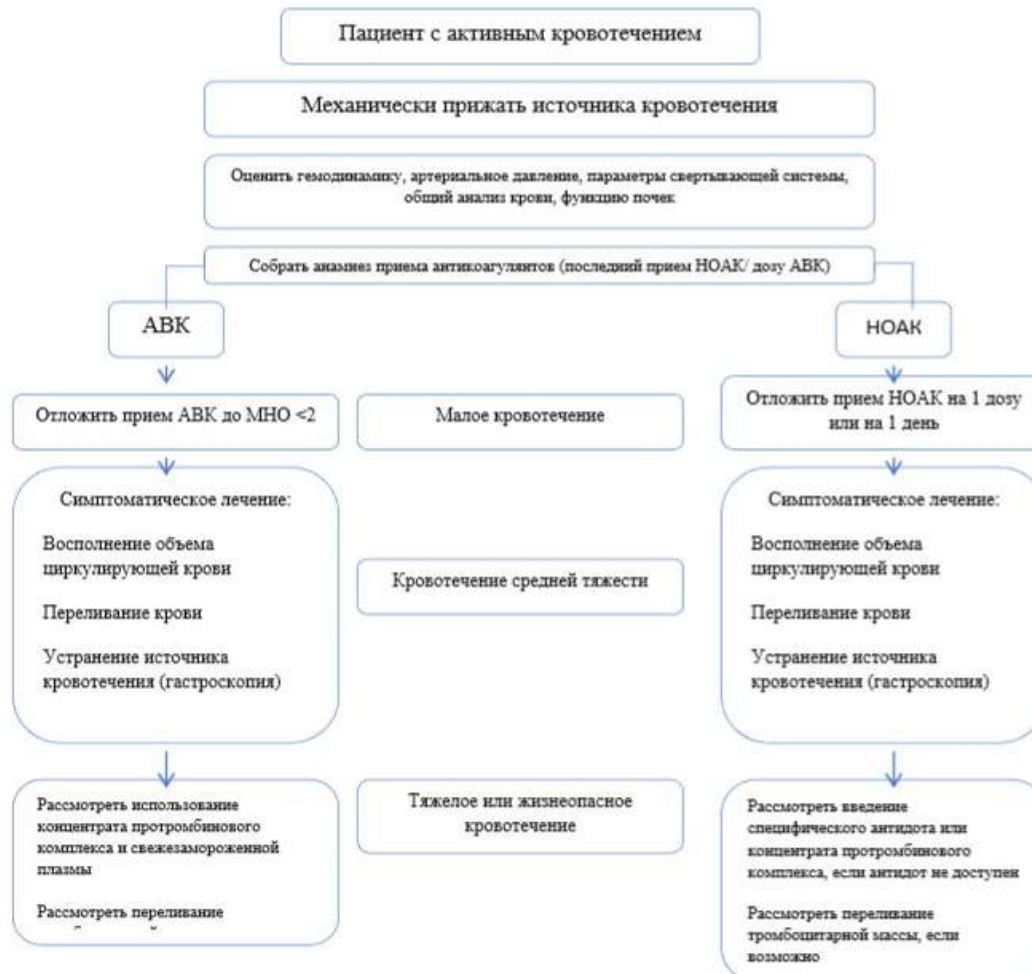 Пациент с активным кровотечением
Механически прижать источника кровотечения
Оценить гемодинамику, артериальное давление, параметры свертывающей системы,
общий анализ крови, функцию почек
Собрать анамнез приема антикоагулянтов (последний прием НОАК/ дозу АВК)
АВК
НОАК
Отложить прием АВК до МНО <2
Малое кровотечение
Отложить прием НОАК на 1 дозу
или на 1 день
Симптоматическое лечение:
Восполнение объема
циркулирующей крови
Переливание крови
Устранение источника
кровотечения (гастроскопия)
Кровотечение средней тяжести
Симптоматическое лечение:
Восполнение объема
циркулирующей крови
Переливание крови
Устранение источника
кровотечения (гастроскопия)
Рассмотреть использование
концентрата протромбинового
комплекса и свежезамороженной
плазмы
Рассмотреть переливание
Тяжелое или жизнеопасное
кровотечение
Рассмотреть введение
специфического антидота или
концентрата протромбинового
комплекса, если антидот не доступен
Рассмотреть переливание
тромбоцитарной массы, если
возможно